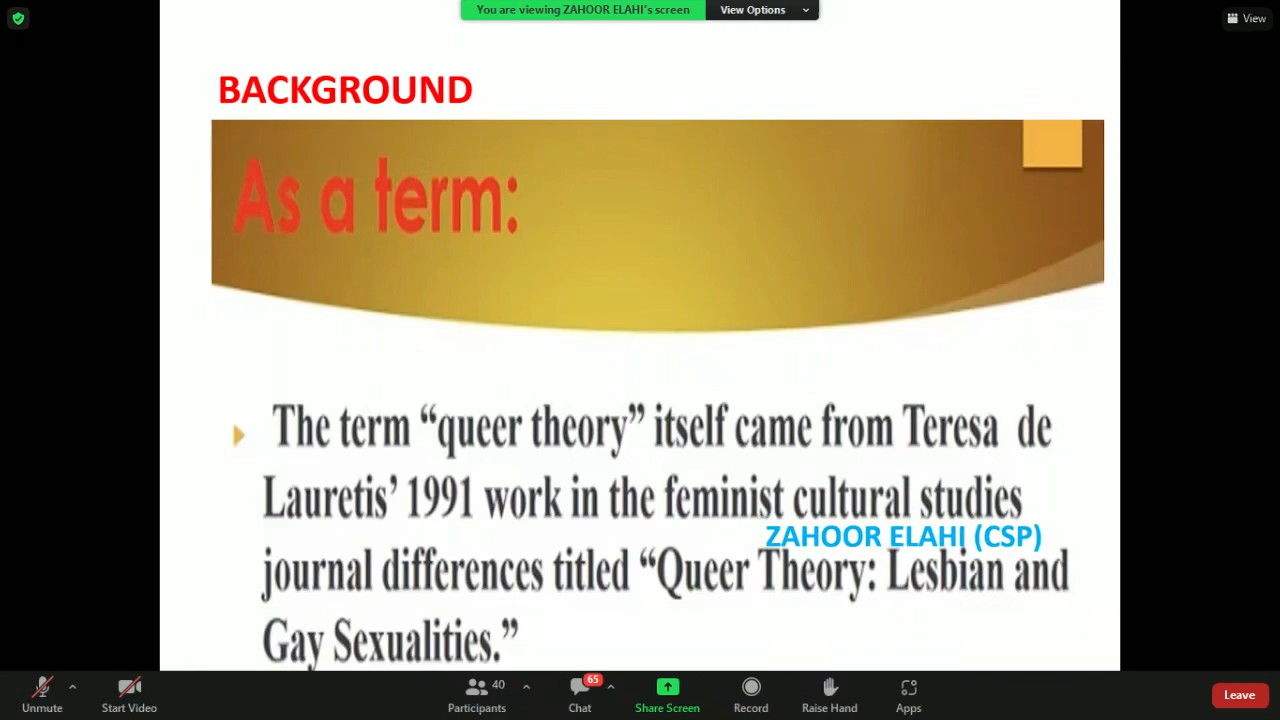 You are viewing ZAHOOR ELAHI's screen
View Options
View
BACKGROUND
As a term:
The term “queer theory” itself came from Teresa de
Lauretis’ 1991 work in the feminist cultural studies
ZAHOOR ELAHI (CSP)
journal differences titled “Queer Theory: Lesbian and
Gay Sexualities.”
40
65
Unmute
Start Video
Participants
Chat
Share Screen
Record
Raise Hand
Apps
Leave